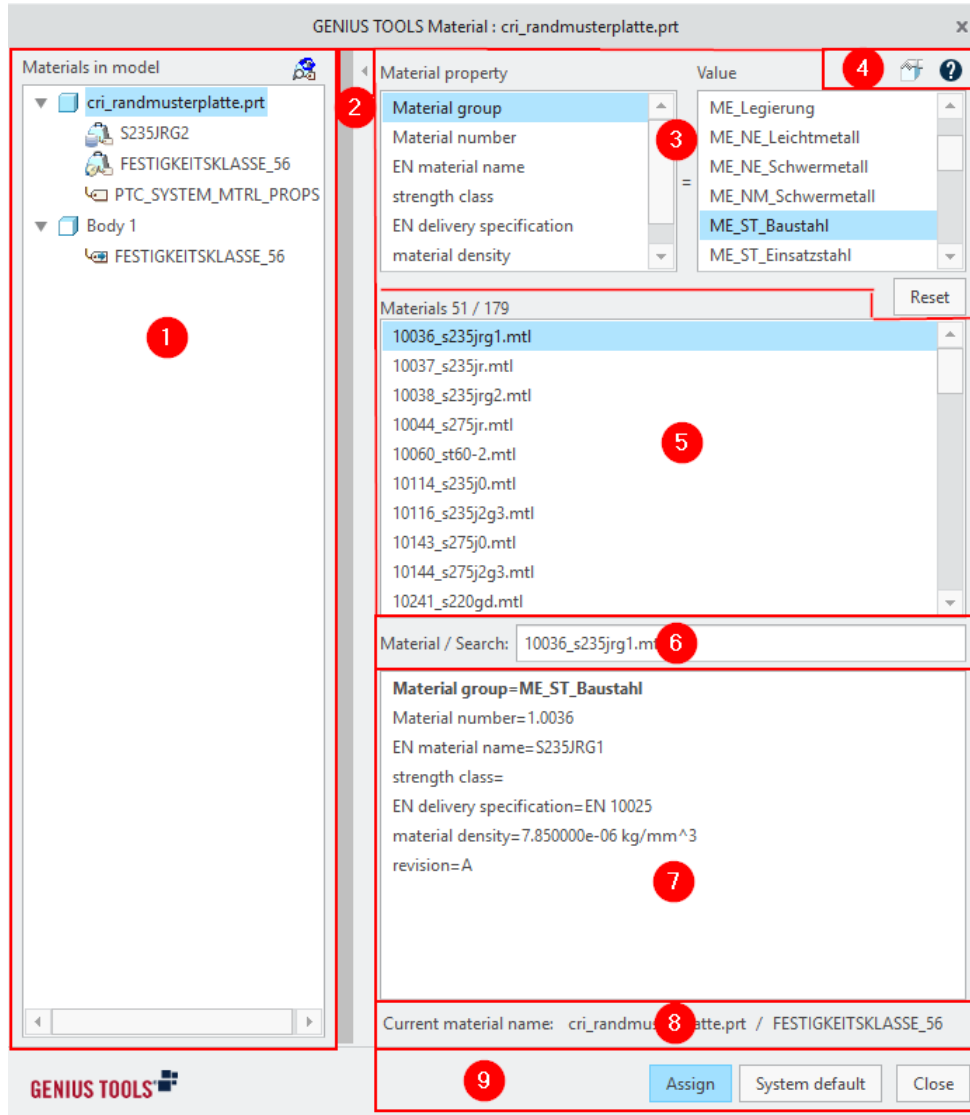 GENIUS TOOLS Material : cri_randmusterplatte.prt x
Materials in model
cri_randmusterplatte.prt
S235JRG2
FESTIGKEITSKLASSE_56
PTC_SYSTEM_MTRL_PROPS
Body 1
FESTIGKEITSKLASSE_56
1
2
Material property
Material group
Material number
EN material name
strength class
EN delivery specification
material density
3
=
Value
ME_Legierung
ME_NE_Leichtmetall
ME_NE_Schwermetall
ME_NM_Schwermetall
ME_ST_Baustahl
ME_ST_Einsatzstahl
4 ?
Reset
Materials 51 / 179
10036_s235jrg1.mtl
10037_s235jr.mtl
10038_s235jrg2.mtl
10044_s275jr.mtl
10060_st60-2.mtl
10114_s235j0.mtl
10116_s235j2g3.mtl
10143_s275j0.mtl
10144_s275j2g3.mtl
10241_s220gd.mtl
5
Material / Search: 10036_s235jrg1.m
6
Material group=ME_ST_Baustahl
Material number=1.0036
EN material name=S235JRG1
strength class=
EN delivery specification=EN 10025
material density=7.850000e-06 kg/mm^3
revision=A
7
Current material name: cri_randmu 8 atte.prt / FESTIGKEITSKLASSE_56
GENIUS TOOLS
9
Assign System default Close